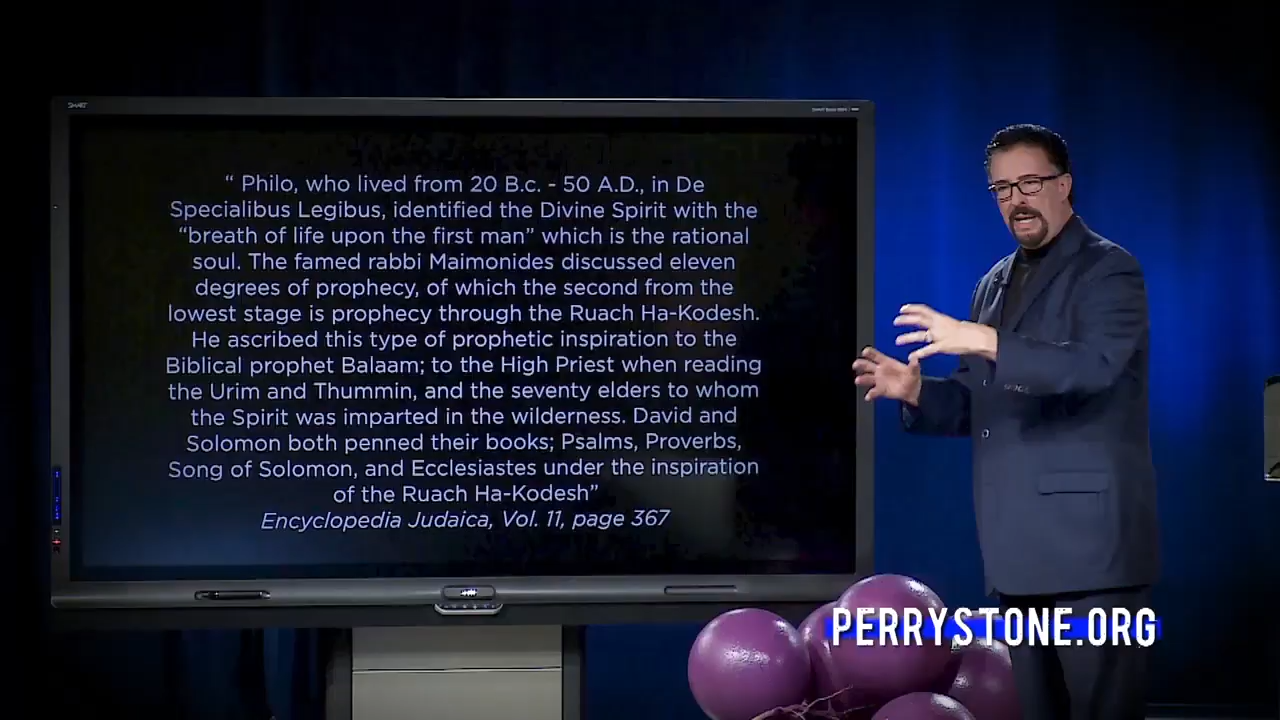 SMART
“ Philo, who lived from 20 B.c. - 50 A.D., in De
Specialibus Legibus, identified the Divine Spirit with the
“breath of life upon the first man” which is the rational
soul. The famed rabbi Maimonides discussed eleven
degrees of prophecy, of which the second from the
lowest stage is prophecy through the Ruach Ha-Kodesh.
He ascribed this type of prophetic inspiration to the
Biblical prophet Balaam; to the High Priest when reading
the Urim and Thummin, and the seventy elders to whom
the Spirit was imparted in the wilderness. David and
Solomon both penned their books; Psalms, Proverbs,
Song of Solomon, and Ecclesiastes under the inspiration
of the Ruach Ha-Kodesh”
Encyclopedia Judaica, Vol. 11, page 367
PERRYSTONE.ORG